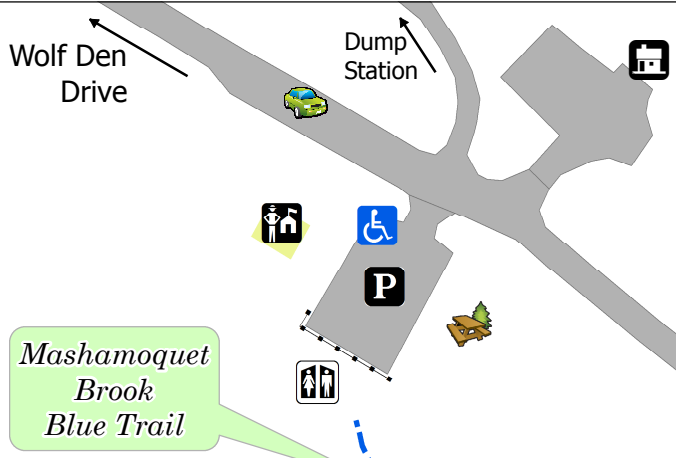 Wolf Den
Drive
Dump
Station
P
Mashamoquet
Brook
Blue Trail